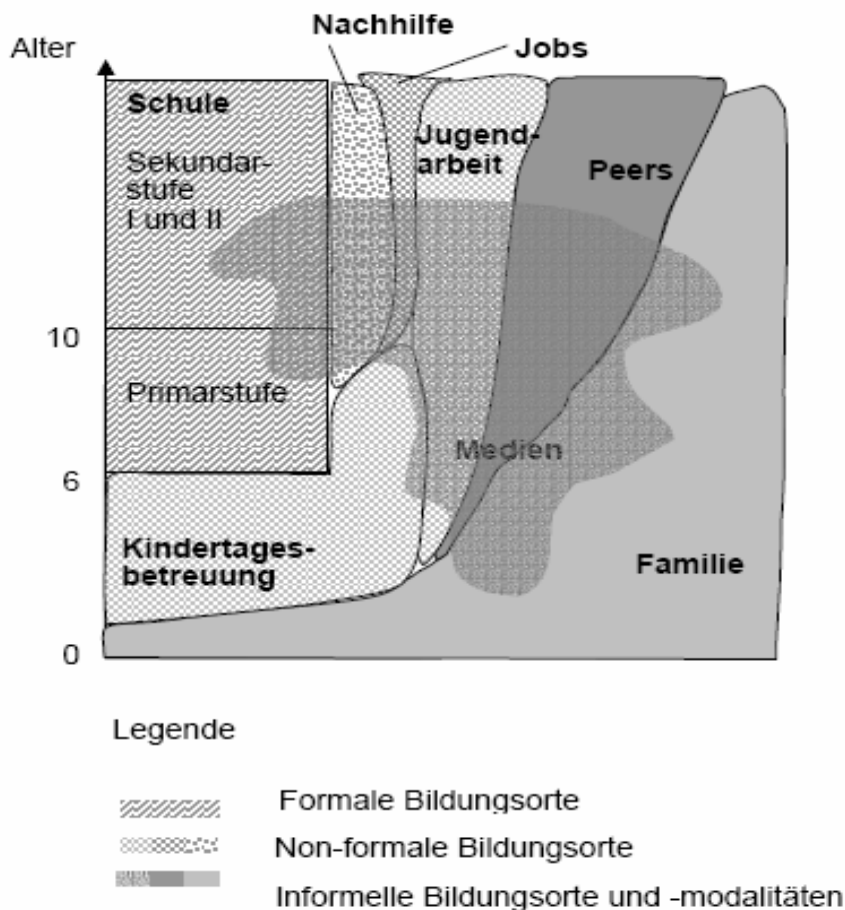 Nachhilfe
Alter
Jobs
Schule
Jugend-
arbeit
Sekundar-
stufe
I und II
Peers
10
Primarstufe
Medien
6
Kindertages-
betreuung
Familie
0
Legende
Formale Bildungsorte
Non-formale Bildungsorte
Informelle Bildungsorte und -modalitäten